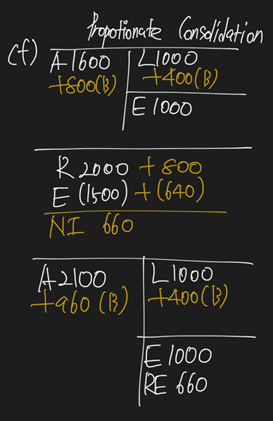 Propotionate Consolidation
(f) A 1600 L 1000
+800(B) +400(B)
E 1000
R 2000 + 800
E (1500) + (640)
NI 660
A 2100 L 1000
+960 (B) +400(B)
E 1000
RE 660